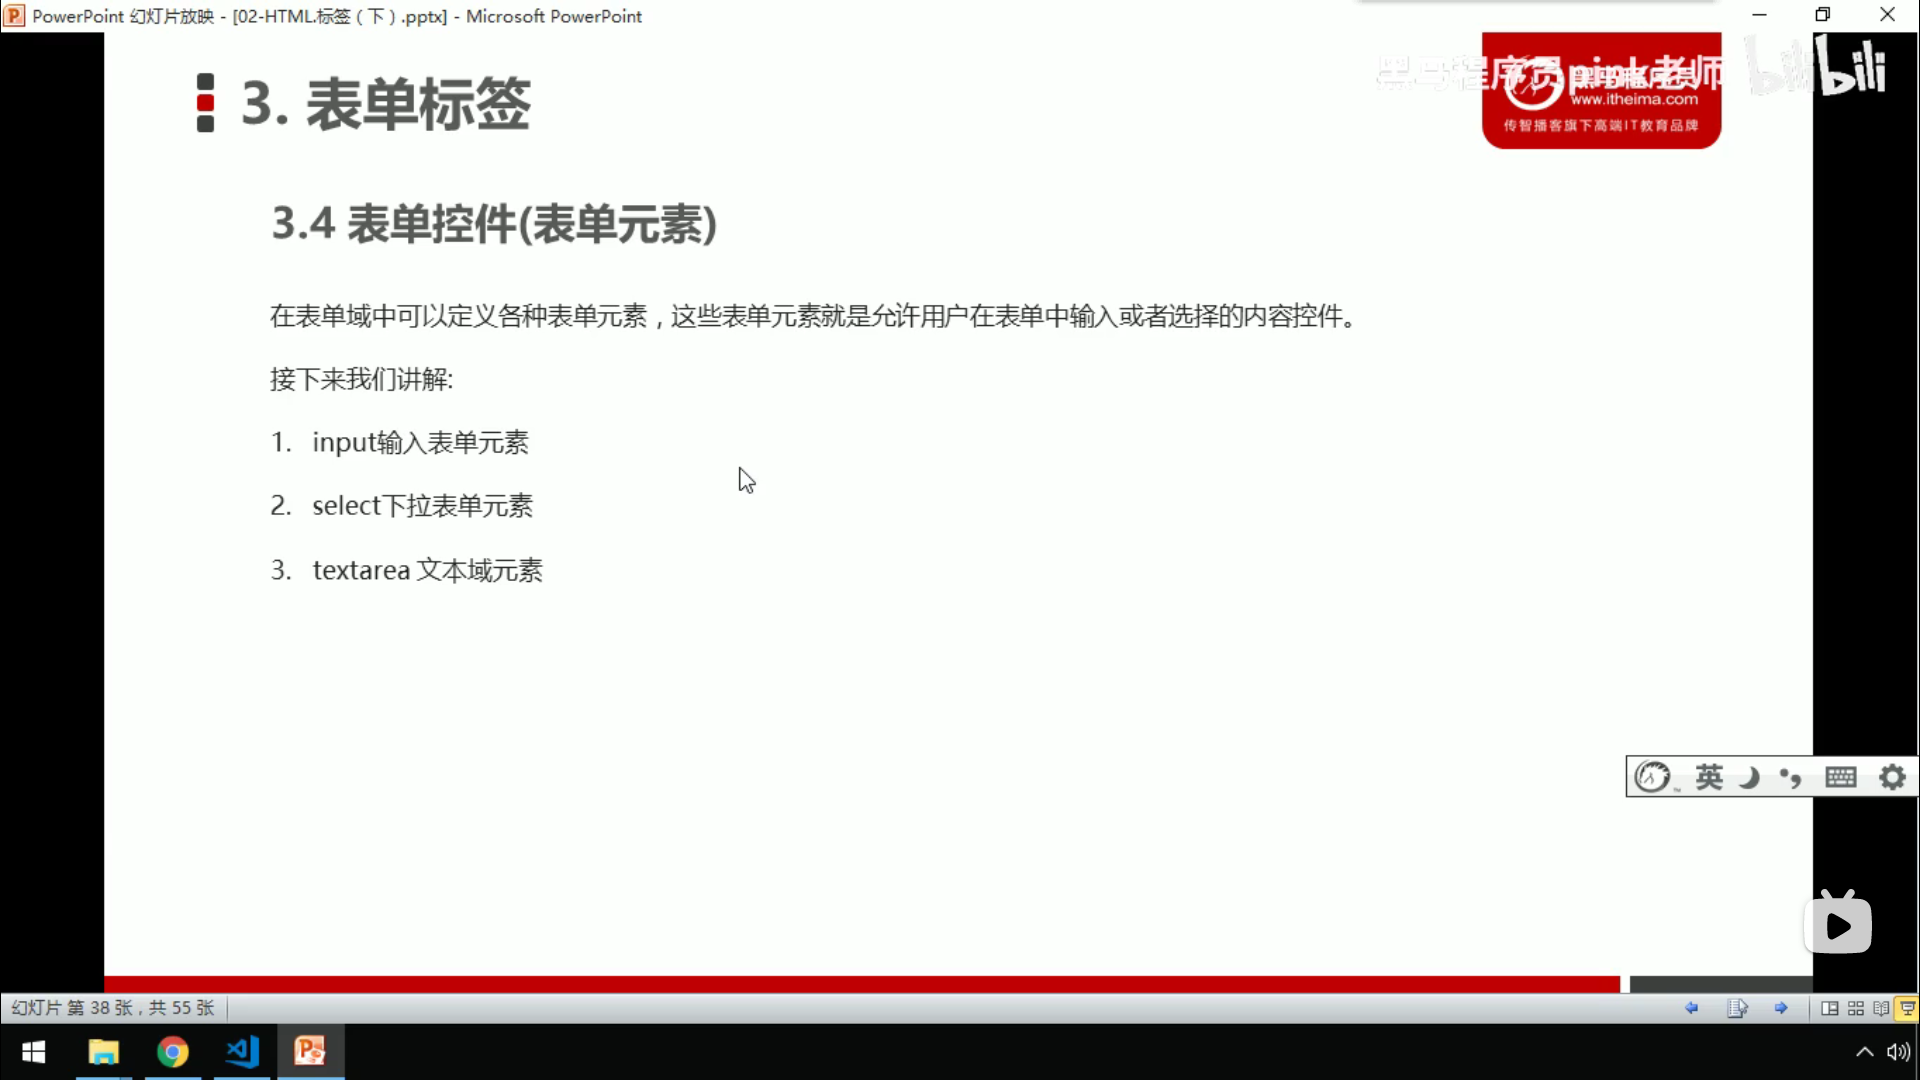 PowerPoint 幻灯片放映 - [02-HTML标签（下）.pptx] - Microsoft PowerPoint
黑马程序员pink老师
bilibili
www.itheima.com
传智播客旗下高端IT教育品牌
3. 表单标签
3.4 表单控件(表单元素)
在表单域中可以定义各种表单元素，这些表单元素就是允许用户在表单中输入或者选择的内容控件。
接下来我们讲解:
1. input输入表单元素
2. select下拉表单元素
3. textarea 文本域元素
英
幻灯片 第 38 张，共 55 张